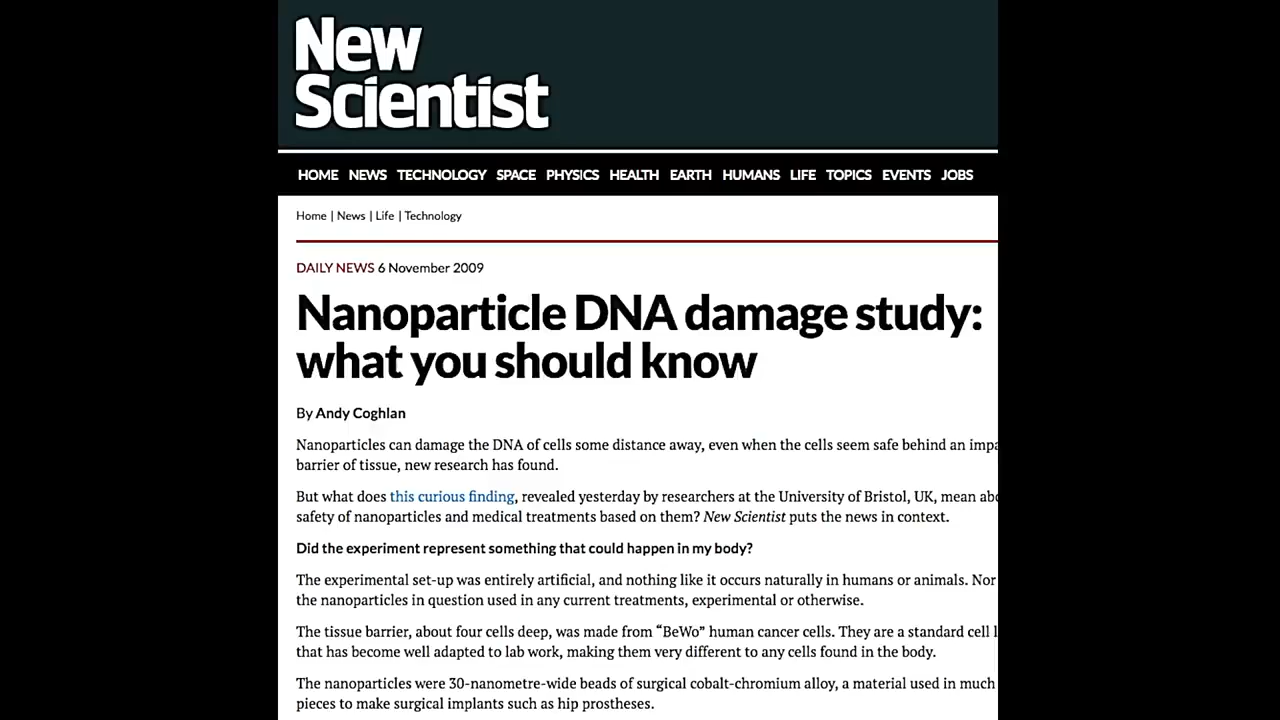 New
Scientist
HOME NEWS TECHNOLOGY SPACE PHYSICS HEALTH EARTH HUMANS LIFE TOPICS EVENTS JOBS
Home | News | Life | Technology
DAILY NEWS 6 November 2009
Nanoparticle DNA damage study:
what you should know
By Andy Coghlan
Nanoparticles can damage the DNA of cells some distance away, even when the cells seem safe behind an
barrier of tissue, new research has found.
But what does this curious finding, revealed yesterday by researchers at the University of Bristol, UK, mean
safety of nanoparticles and medical treatments based on them? New Scientist puts the news in context.
Did the experiment represent something that could happen in my body?
The experimental set-up was entirely artificial, and nothing like it occurs naturally in humans or animals. Nor
the nanoparticles in question used in any current treatments, experimental or otherwise.
The tissue barrier, about four cells deep, was made from “BeWo” human cancer cells. They are a standard cell
that has become well adapted to lab work, making them very different to any cells found in the body.
The nanoparticles were 30-nanometre-wide beads of surgical cobalt-chromium alloy, a material used in much
pieces to make surgical implants such as hip prostheses.